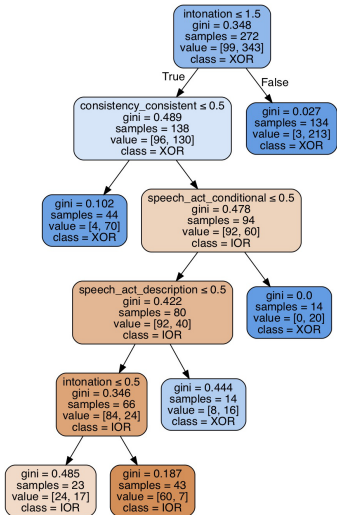 intonation ≤ 1.5
gini = 0.348
samples = 272
value = [99, 343]
class = XOR
True
False
consistency_consistent ≤ 0.5
gini = 0.489
samples = 138
value = [96, 130]
class = XOR
gini = 0.027
samples = 134
value = [3, 213]
class = XOR
gini = 0.102
samples = 44
value = [4, 70]
class = XOR
speech_act_conditional ≤ 0.5
gini = 0.478
samples = 94
value = [92, 60]
class = IOR
speech_act_description ≤ 0.5
gini = 0.422
samples = 80
value = [92, 40]
class = IOR
gini = 0.0
samples = 14
value = [0, 20]
class = XOR
intonation ≤ 0.5
gini = 0.346
samples = 66
value = [84, 24]
class = IOR
gini = 0.444
samples = 14
value = [8, 16]
class = XOR
gini = 0.485
samples = 23
value = [24, 17]
class = IOR
gini = 0.187
samples = 43
value = [60, 7]
class = IOR